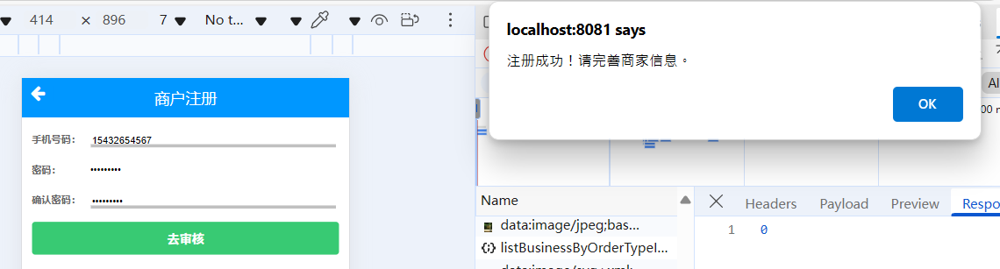 414 × 896 7 No t...
localhost:8081 says
注册成功！请完善商家信息。
OK
商户注册
手机号码： 15432654567
密码： •••••••••
确认密码： •••••••••
去审核
Al
00 m
Name
data:image/jpeg;bas...
listBusinessByOrderTypeI...
Headers Payload Preview Respo
1 0